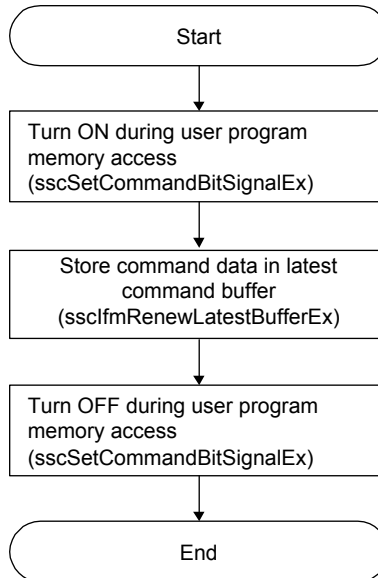 Start
Turn ON during user program
memory access
(sscSetCommandBitSignalEx)
Store command data in latest
command buffer
(sscIfmRenewLatestBufferEx)
Turn OFF during user program
memory access
(sscSetCommandBitSignalEx)
End